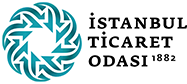 İSTANBUL
TİCARET
ODASI 1882